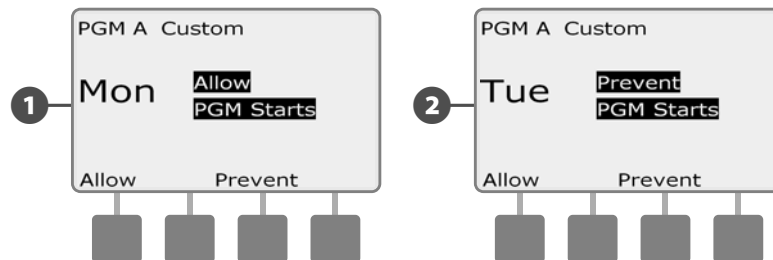 PGM A Custom
1
Mon
Allow
PGM Starts
Allow Prevent
PGM A Custom
2
Tue
Prevent
PGM Starts
Allow Prevent